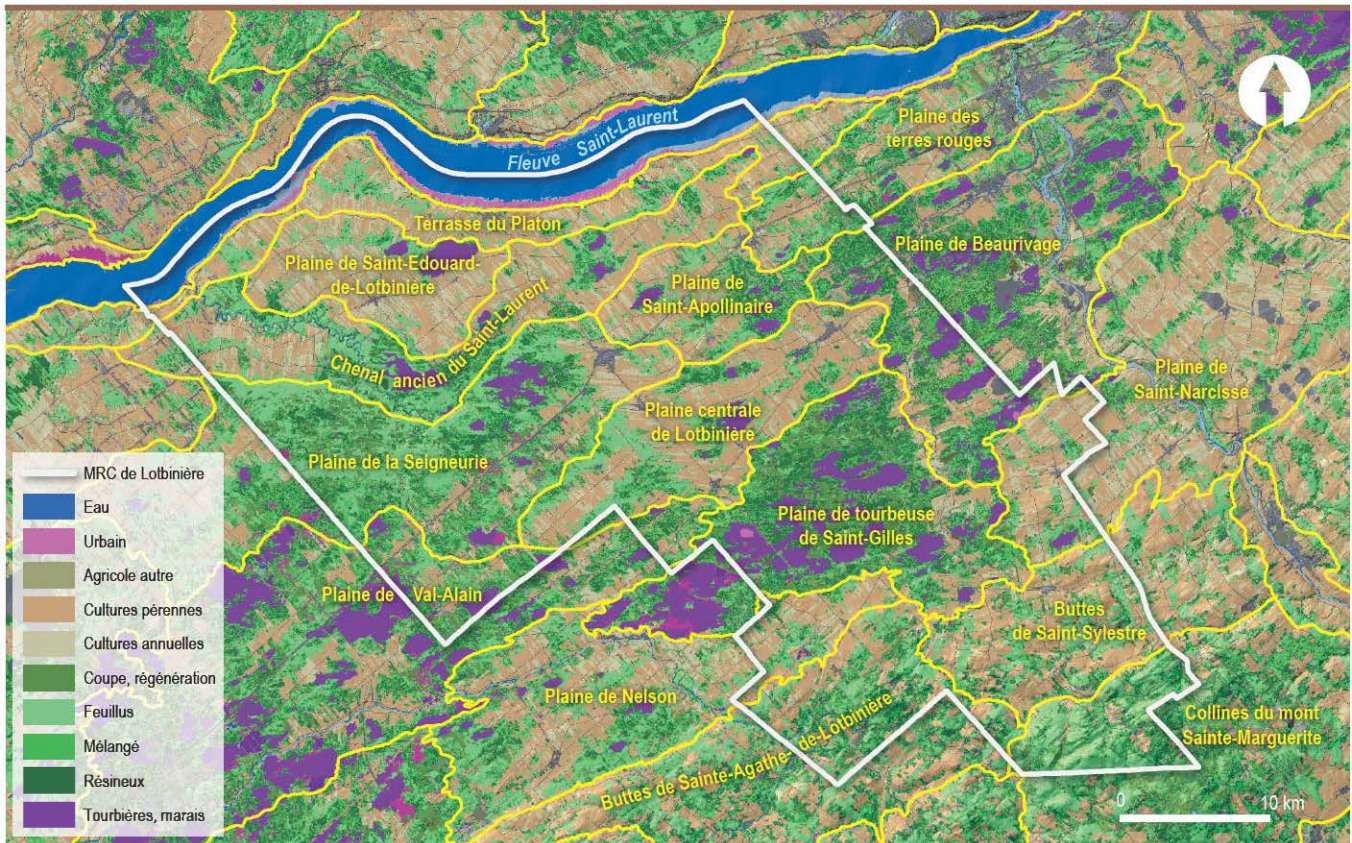 Fleuve Saint-Laurent
Plaine des
terres rouges
Terrasse du Platon
Plaine de Beaurivage
Plaine de Saint-Edouard-
de-Lotbinière
Plaine de
Saint-Apollinaire
Chenal ancien du Saint-Laurent
Plaine de
Saint-Narcisse
Plaine centrale
de Lotbinière
Plaine de la Seigneurie
Plaine de tourbeuse
de Saint-Gilles
Plaine de Val-Alain
Buttes
de Saint-Sylestre
Plaine de Nelson
Buttes de Sainte-Agathe-de-Lotbinière
Collines du mont
Sainte-Marguerite
MRC de Lotbinière
Eau
Urbain
Agricole autre
Cultures pérennes
Cultures annuelles
Coupe, régénération
Feuillus
Mélangé
Résineux
Tourbières, marais
0 10 km